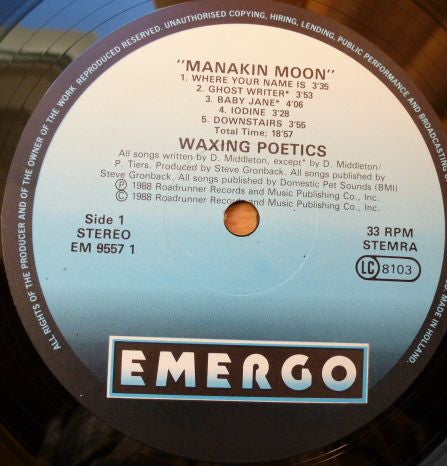 ALL RIGHTS OF THE PRODUCER AND OF THE OWNER OF THE WORK REPRODUCED RESERVED. UNAUTHORISED COPYING, HIRING, LENDING, PUBLIC PERFORMANCE AND BROADCASTING
MADE IN HOLLAND.
"MANAKIN MOON"
1. WHERE YOUR NAME IS 3'35
2. GHOST WRITER* 3'53
3. BABY JANE* 4'06
4. IODINE 3'28
5. DOWNSTAIRS 3'55
Total Time; 18'57
WAXING POETICS
All songs written by D. Middleton, except* by D. Middleton/
P. Tiers. Produced by Steve Gronback. All songs published by
Steve Gronback. All songs published by Domestic Pet Sounds (BMI)
Ⓟ 1988 Roadrunner Records and Music Publishing Co., Inc.
© 1988 Roadrunner Records and Music Publishing Co., Inc.
Side 1
STEREO
EM 9557 1
33 RPM
STEMRA
LC 8103
EMERGO